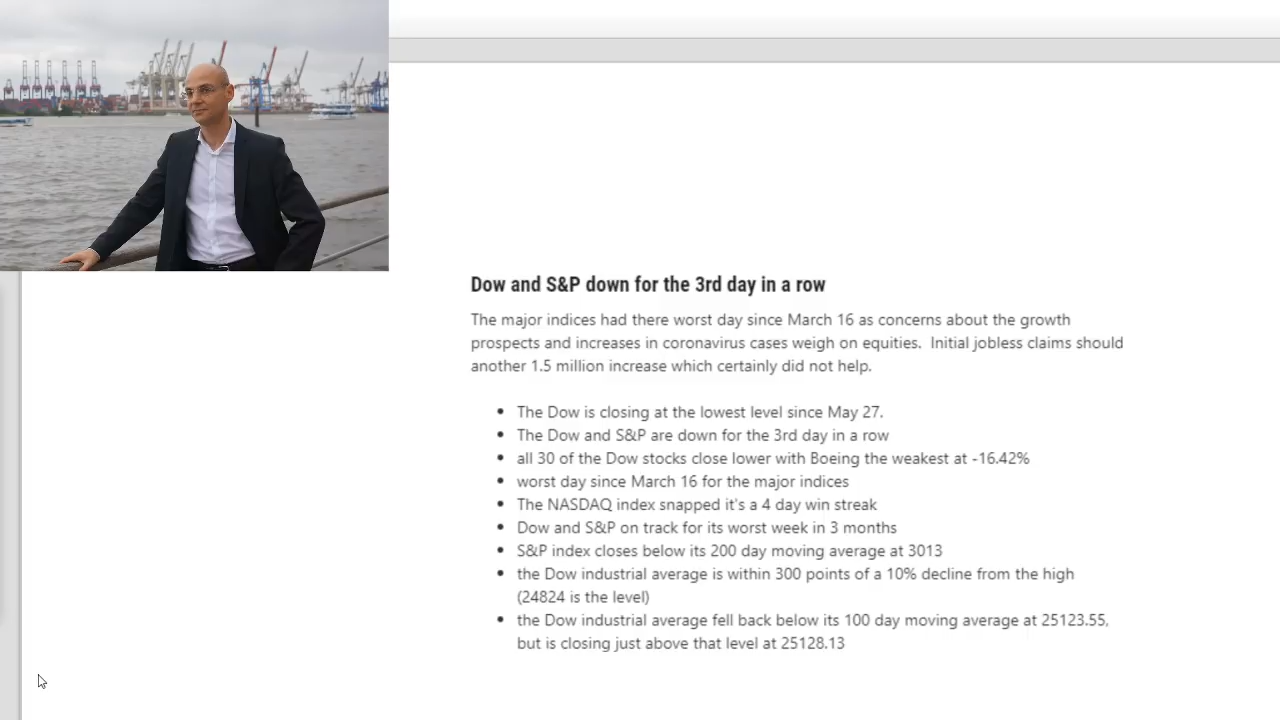 Dow and S&P down for the 3rd day in a row
The major indices had there worst day since March 16 as concerns about the growth
prospects and increases in coronavirus cases weigh on equities.  Initial jobless claims should
another 1.5 million increase which certainly did not help.
• The Dow is closing at the lowest level since May 27.
• The Dow and S&P are down for the 3rd day in a row
• all 30 of the Dow stocks close lower with Boeing the weakest at -16.42%
• worst day since March 16 for the major indices
• The NASDAQ index snapped it's a 4 day win streak
• Dow and S&P on track for its worst week in 3 months
• S&P index closes below its 200 day moving average at 3013
• the Dow industrial average is within 300 points of a 10% decline from the high
(24824 is the level)
• the Dow industrial average fell back below its 100 day moving average at 25123.55,
but is closing just above that level at 25128.13